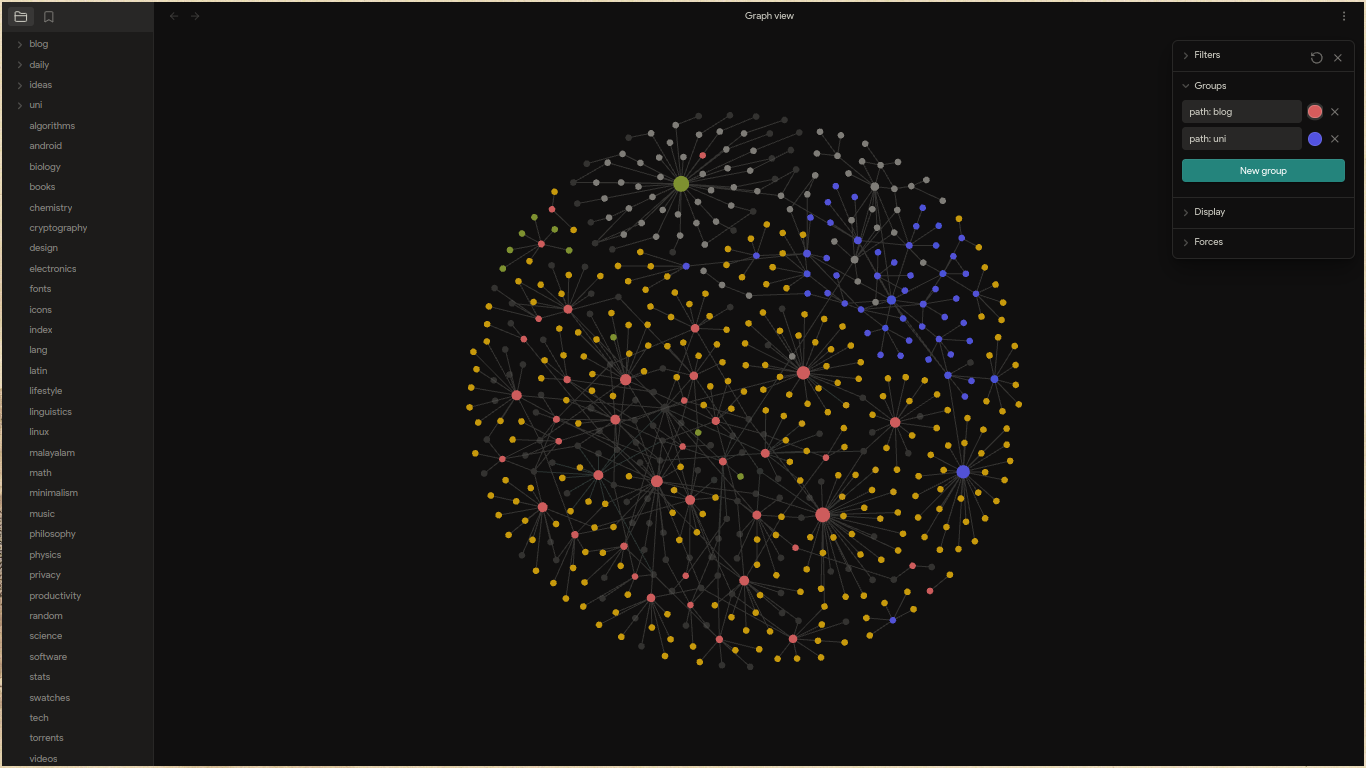 Graph view
blog
daily
ideas
uni
algorithms
android
biology
books
chemistry
cryptography
design
electronics
fonts
icons
index
lang
latin
lifestyle
linguistics
linux
malayalam
math
minimalism
music
philosophy
physics
privacy
productivity
random
science
software
stats
swatches
tech
torrents
videos
Filters
Groups
path: blog
path: uni
New group
Display
Forces